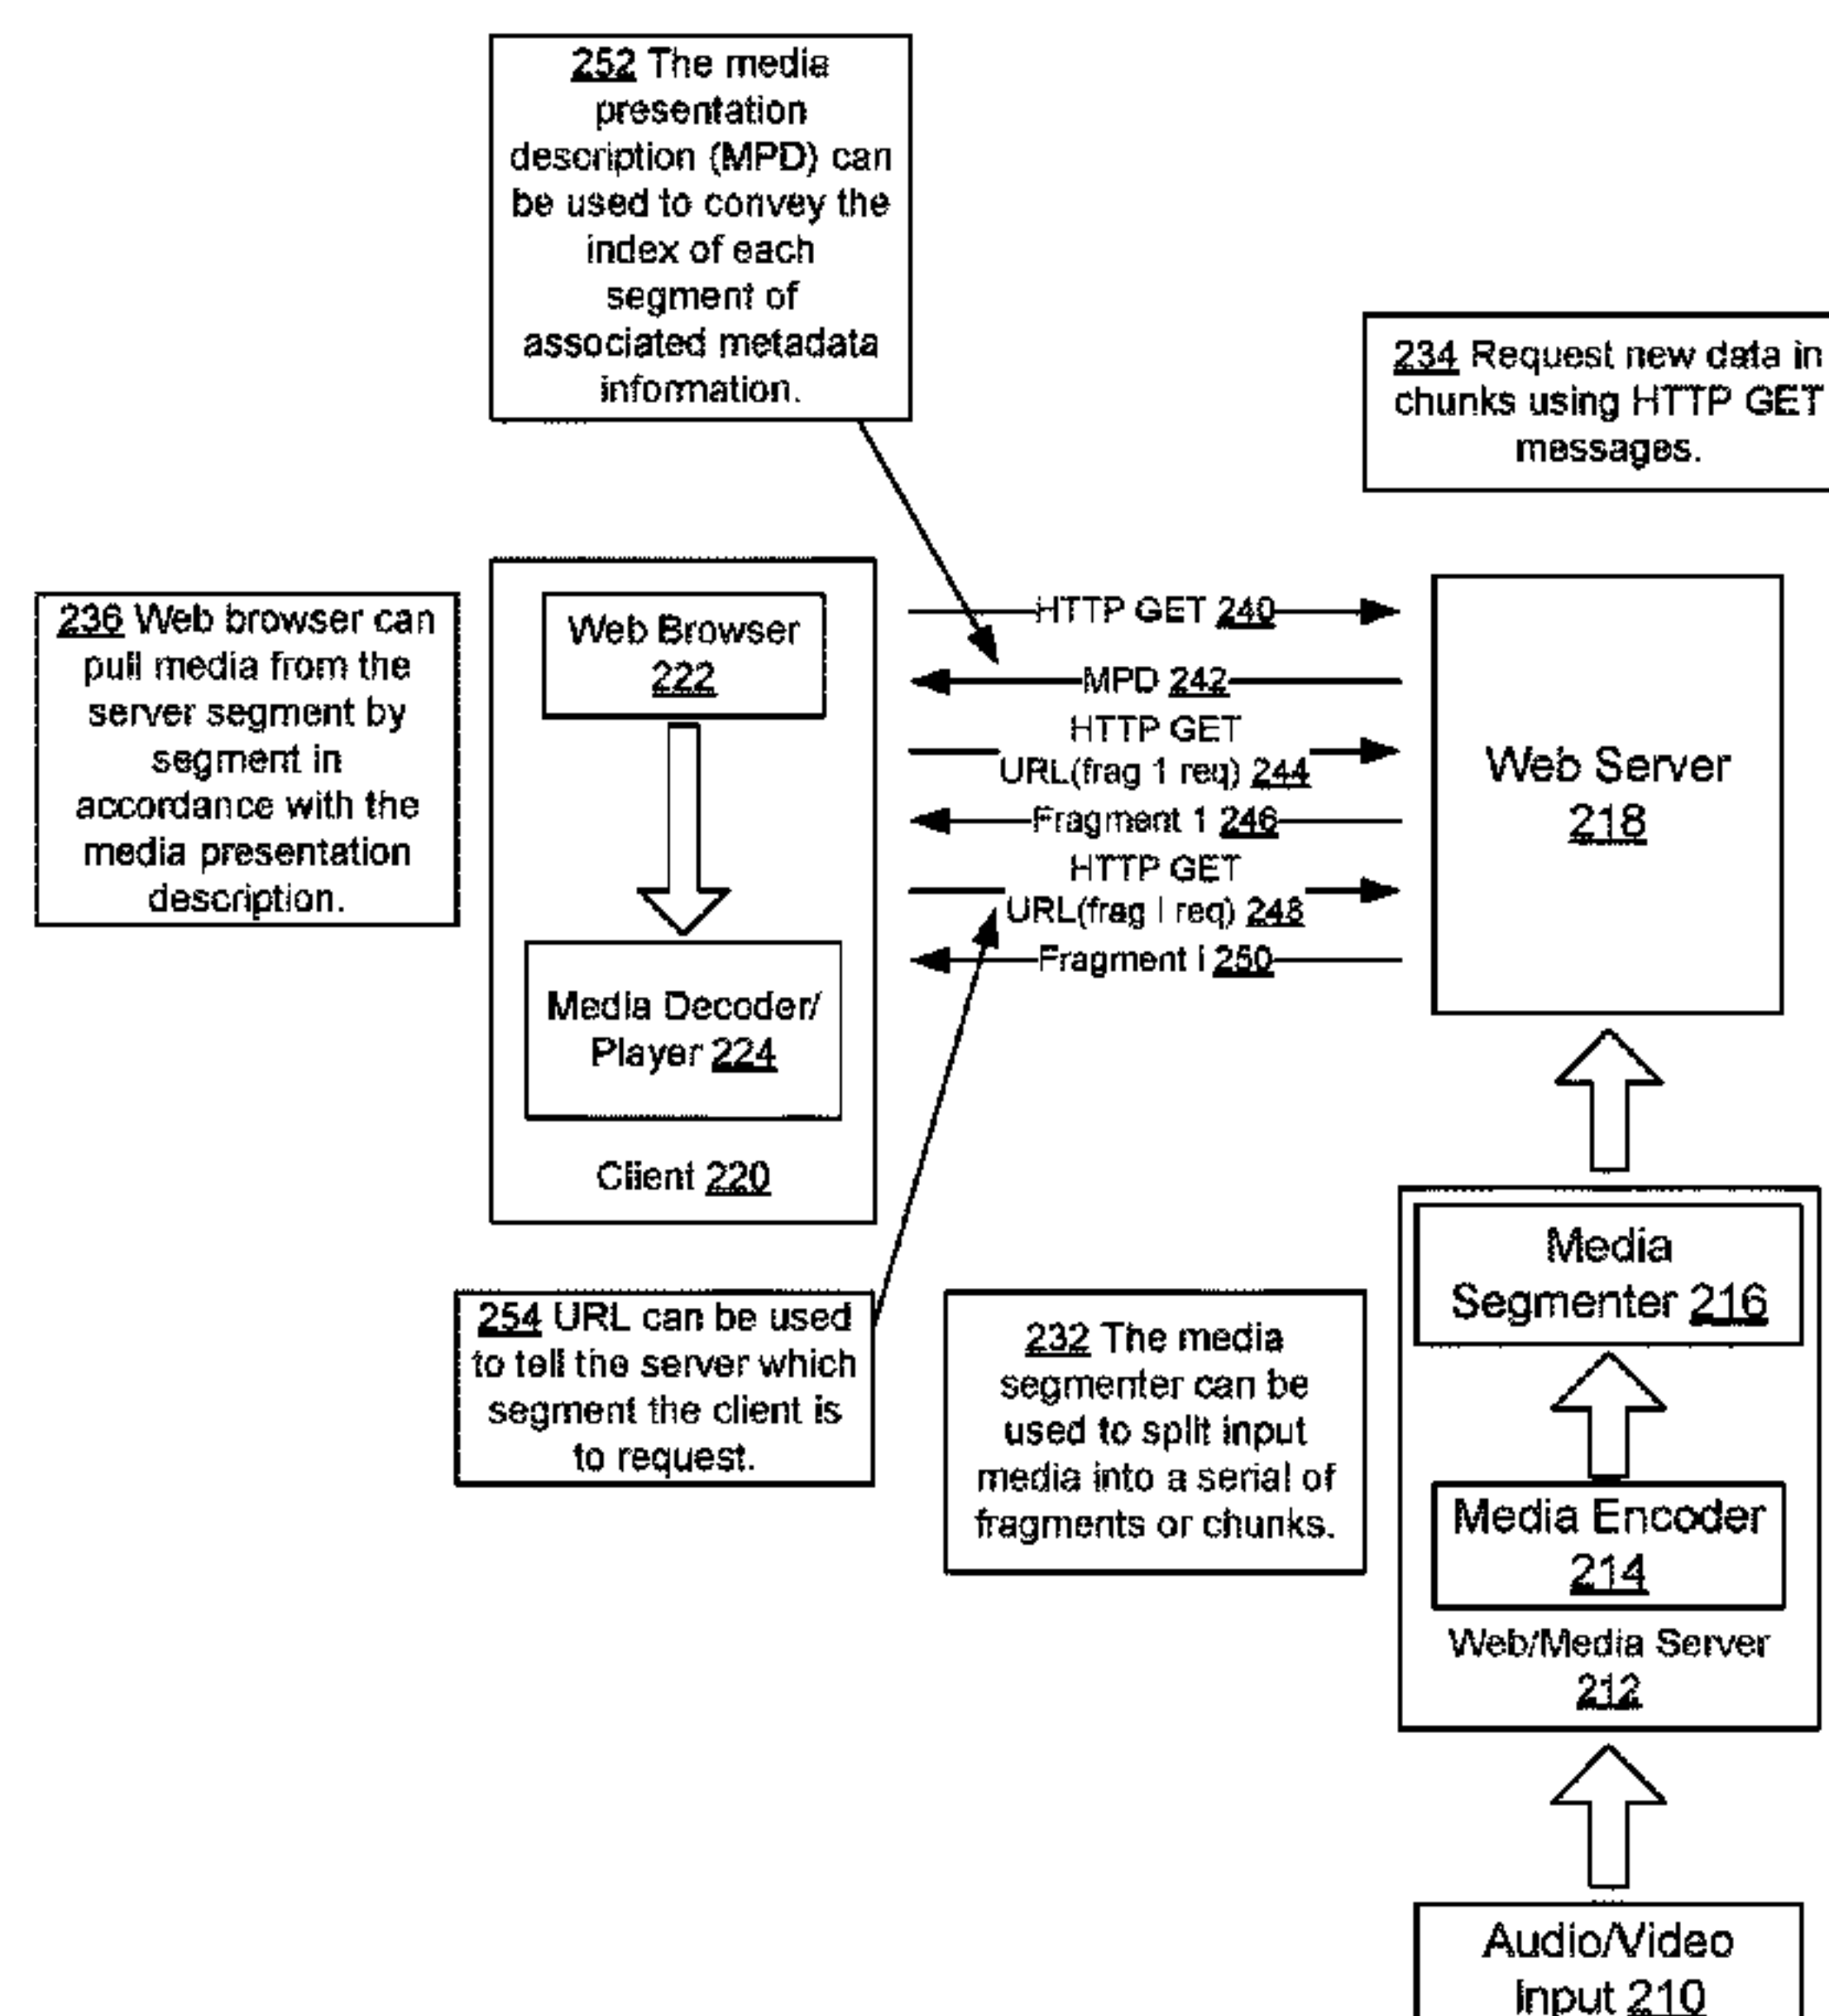 252 The media
presentation
description (MPD) can
be used to convey the
index of each
segment of
associated metadata
information.
234 Request new data in
chunks using HTTP GET
messages.
236 Web browser can
pull media from the
server segment by
segment in
accordance with the
media presentation
description.
Web Browser
222
Media Decoder/
Player 224
Client 220
HTTP GET 240
MPD 242
HTTP GET
URL(frag 1 req) 244
Fragment 1 246
HTTP GET
URL(frag I req) 248
Fragment i 250
Web Server
218
254 URL can be used
to tell the server which
segment the client is
to request.
232 The media
segmenter can be
used to split input
media into a serial of
fragments or chunks.
Media
Segmenter 216
Media Encoder
214
Web/Media Server
212
Audio/Video
Input 210